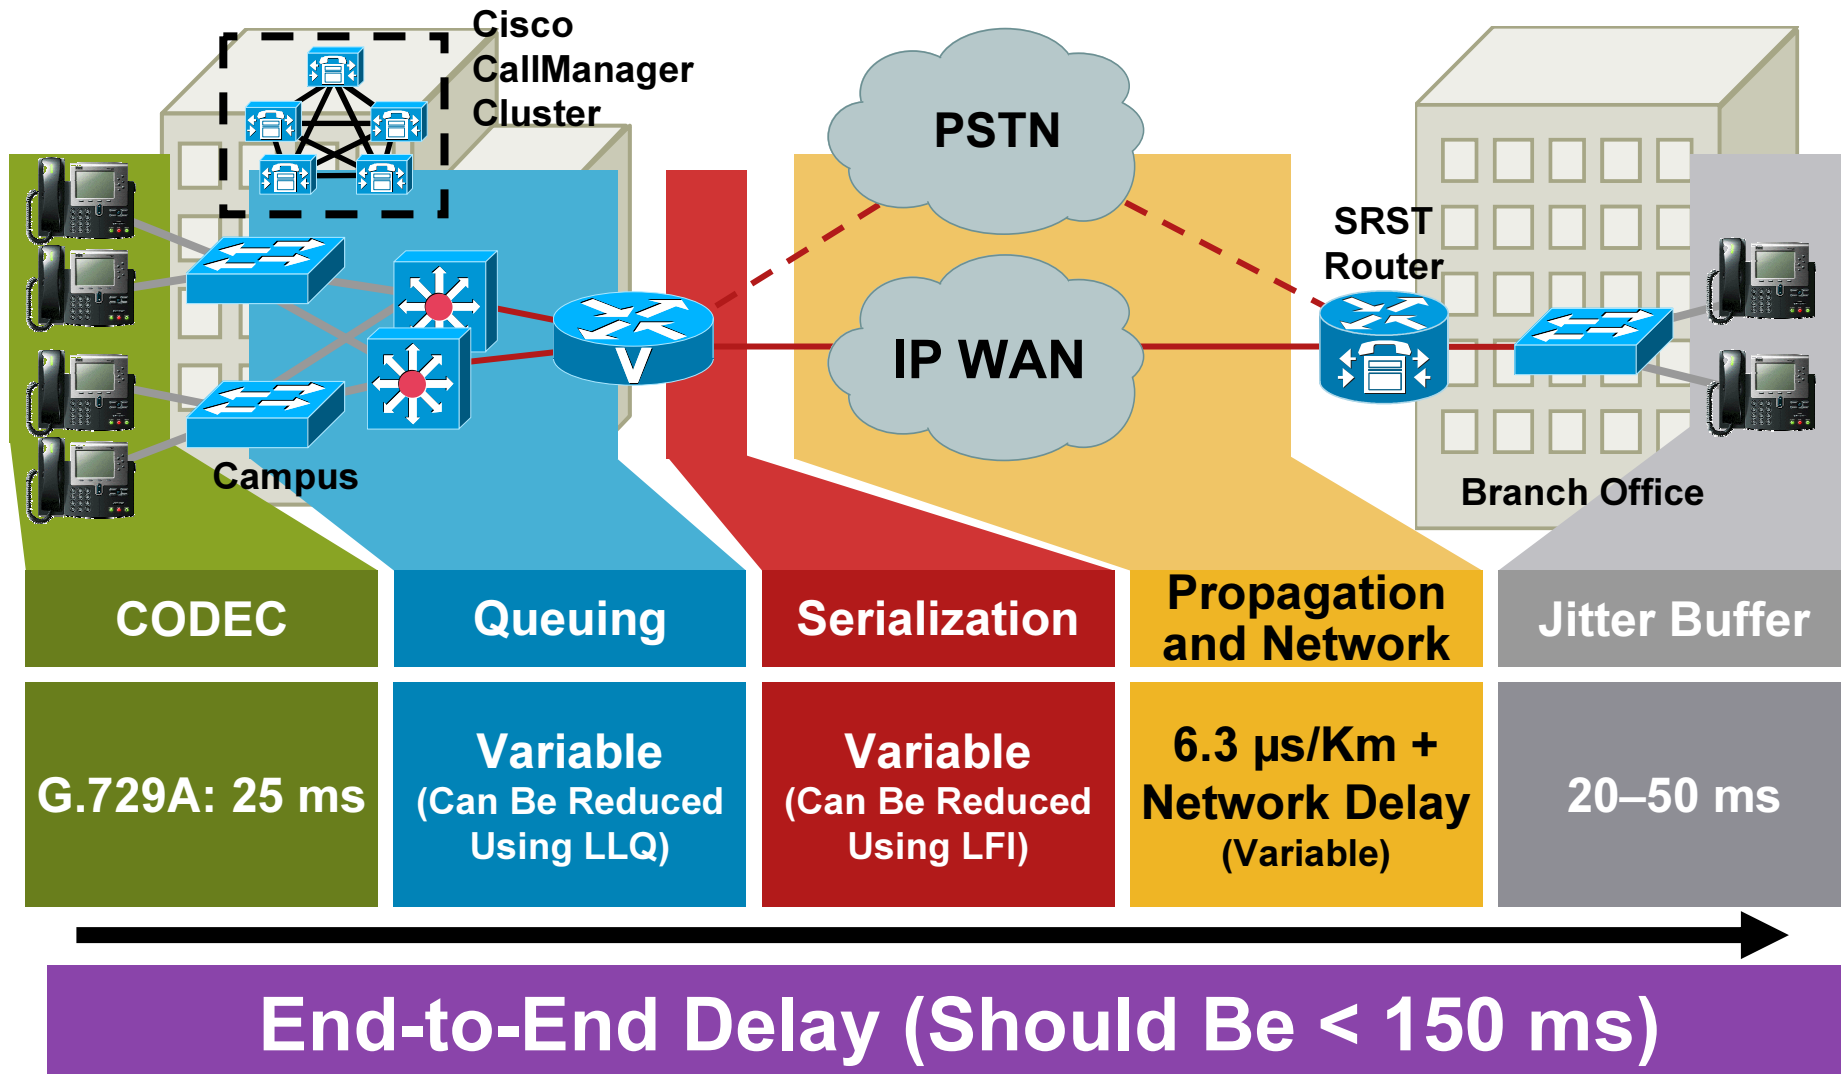 Cisco
CallManager
Cluster
PSTN
SRST
Router
IP WAN
V
Campus
Branch Office
CODEC
Queuing
Serialization
Propagation
and Network
Jitter Buffer
G.729A: 25 ms
Variable
(Can Be Reduced
Using LLQ)
Variable
(Can Be Reduced
Using LFI)
6.3 µs/Km +
Network Delay
(Variable)
20–50 ms
End-to-End Delay (Should Be < 150 ms)